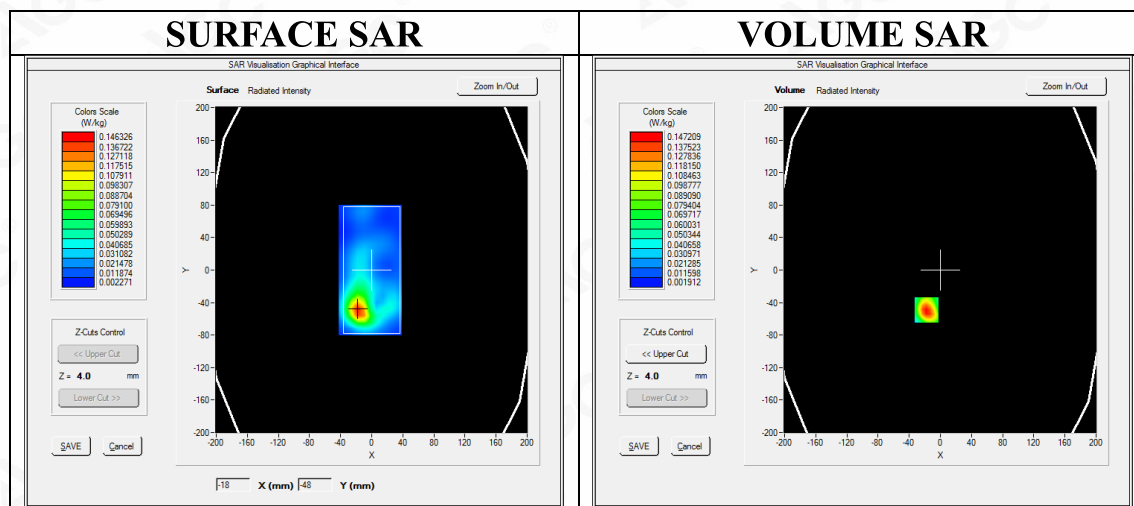 SURFACE SAR
SAR Visualisation Graphical Interface
Surface Radiated Intensity
Zoom In/Out
Colors Scale
(W/kg)
0.146326
0.136722
0.127118
0.117515
0.107911
0.098307
0.088704
0.079100
0.069496
0.059893
0.050289
0.040685
0.031082
0.021478
0.011874
0.002271
Z-Cuts Control
<< Upper Cut
Z = 4.0 mm
Lower Cut >>
SAVE Cancel
200
160
120
80
40
0
-40
-80
-120
-160
-200
Y
-200 -160 -120 -80 -40 0 40 80 120 160 200
X
-18 X (mm) -48 Y (mm)
VOLUME SAR
SAR Visualisation Graphical Interface
Volume Radiated Intensity
Zoom In/Out
Colors Scale
(W/kg)
0.147209
0.137523
0.127836
0.118150
0.108463
0.098777
0.089090
0.079404
0.069717
0.060031
0.050344
0.040658
0.030971
0.021285
0.011598
0.001912
Z-Cuts Control
<< Upper Cut
Z = 4.0 mm
Lower Cut >>
SAVE Cancel
200
160
120
80
40
0
-40
-80
-120
-160
-200
Y
-200 -160 -120 -80 -40 0 40 80 120 160 200
X